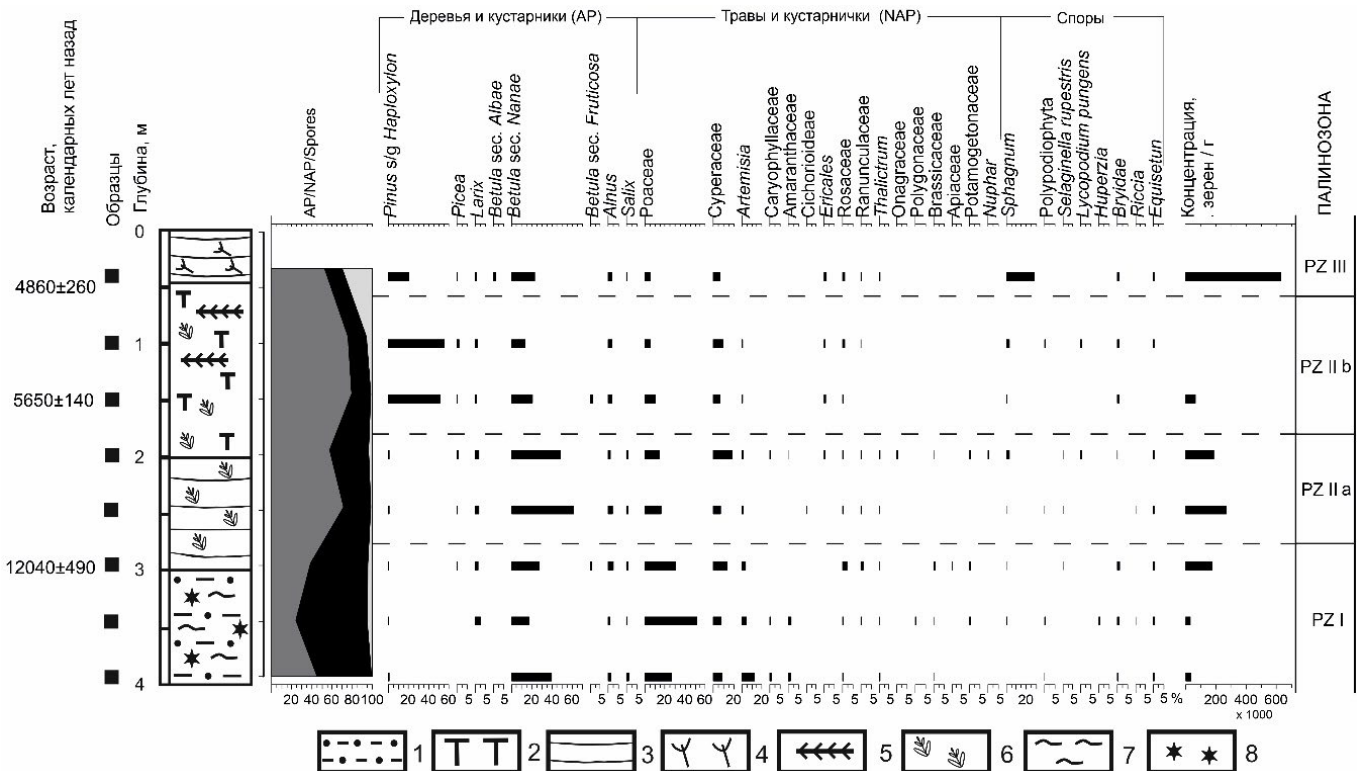 Деревья и кустарники (AP)
Травы и кустарнички (NAP)
Споры
Возраст,
календарных лет назад
Образцы
Глубина, м
AP/NAP/Spores
Pinus s/g Haploxylon
Picea
Larix
Betula sec. Albae
Betula sec. Nanae
Betula sec. Fruticosa
Alnus
Salix
Poaceae
Cyperaceae
Artemisia
Caryophyllaceae
Amaranthaceae
Cichorioideae
Ericales
Rosaceae
Ranunculaceae
Thalictrum
Onagraceae
Polygonaceae
Brassicaceae
Apiaceae
Potamogetonaceae
Nuphar
Sphagnum
Polypodiophyta
Selaginella rupestris
Lycopodium pungens
Huperzia
Bryidae
Riccia
Equisetun
Концентрация,
зерен / г
ПАЛИНОЗОНА
0
PZ III
4860±260
1
PZ II b
5650±140
2
PZ II a
12040±490
3
PZ I
4
20 40 60 80 100 20 40 60 5 5 5 20 40 60 5 5 5 20 40 60 20 20 5 5 5 5 5 5 5 5 5 5 5 5 5 20 5 5 5 5 5 5 5 % 200 400 600
x 1000
1 2 3 4 5 6 7 8